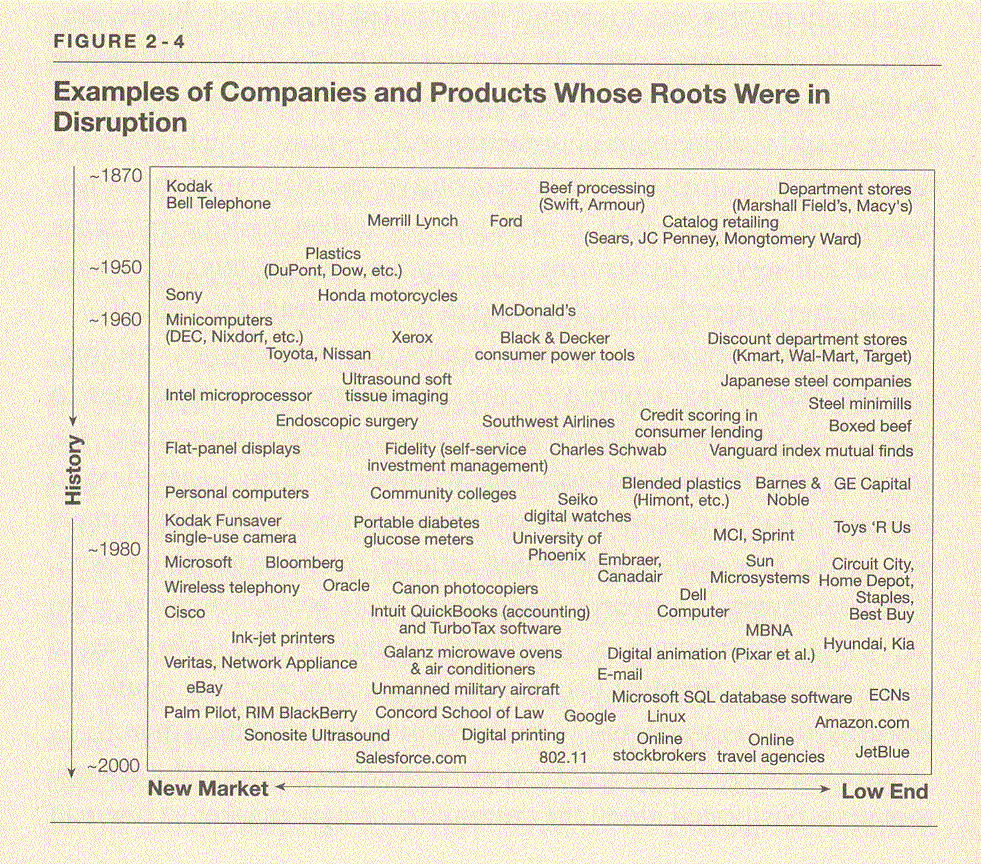 FIGURE 2-4
Examples of Companies and Products Whose Roots Were in
Disruption
~1870
Kodak
Bell Telephone
Beef processing
(Swift, Armour)
Department stores
(Marshall Field's, Macy's)
Merrill Lynch
Ford
Catalog retailing
(Sears, JC Penney, Mongtomery Ward)
Plastics
(DuPont, Dow, etc.)
~1950
Sony
Honda motorcycles
McDonald's
~1960
Minicomputers
(DEC, Nixdorf, etc.)
Toyota, Nissan
Xerox
Black & Decker
consumer power tools
Discount department stores
(Kmart, Wal-Mart, Target)
Ultrasound soft
tissue imaging
Japanese steel companies
Intel microprocessor
Steel minimills
Endoscopic surgery
Southwest Airlines
Credit scoring in
consumer lending
Boxed beef
Flat-panel displays
Fidelity (self-service
investment management)
Charles Schwab
Vanguard index mutual finds
History
Personal computers
Community colleges
Seiko
digital watches
Blended plastics
(Himont, etc.)
Barnes &
Noble
GE Capital
Kodak Funsaver
single-use camera
Portable diabetes
glucose meters
University of
Phoenix
MCI, Sprint
Toys 'R Us
~1980
Microsoft
Bloomberg
Embraer,
Canadair
Sun
Microsystems
Circuit City,
Home Depot,
Staples,
Best Buy
Wireless telephony
Oracle
Canon photocopiers
Dell
Computer
Cisco
Intuit QuickBooks (accounting)
and TurboTax software
MBNA
Ink-jet printers
Hyundai, Kia
Veritas, Network Appliance
Galanz microwave ovens
& air conditioners
Digital animation (Pixar et al.)
E-mail
eBay
Unmanned military aircraft
Microsoft SQL database software
ECNs
Palm Pilot, RIM BlackBerry
Concord School of Law
Google
Linux
Amazon.com
Sonosite Ultrasound
Digital printing
Online
stockbrokers
Online
travel agencies
JetBlue
Salesforce.com
802.11
~2000
New Market
Low End